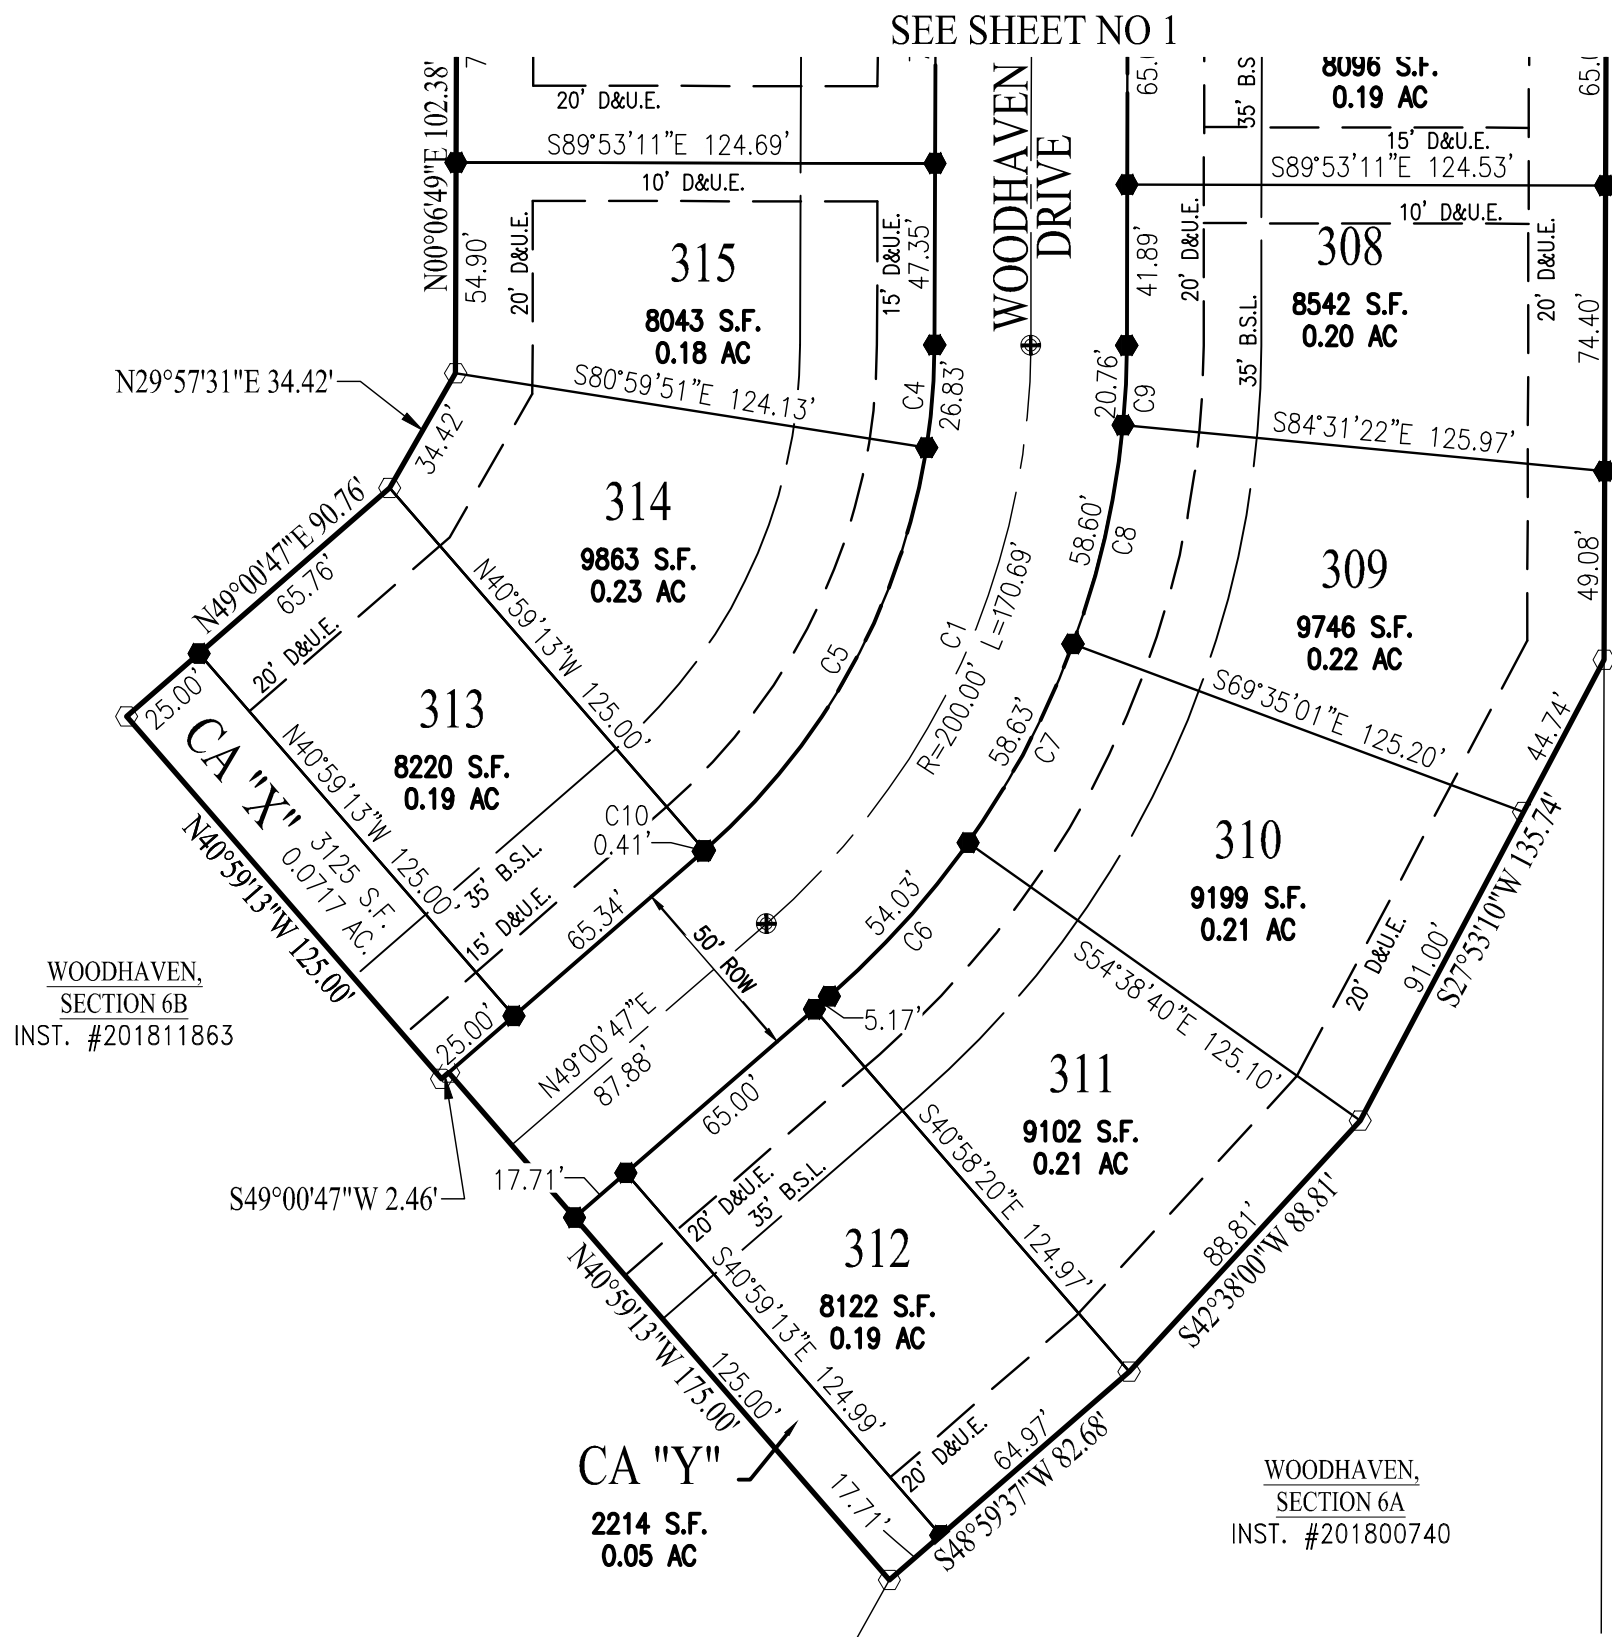 SEE SHEET NO 1
WOODHAVEN
DRIVE
N00°06'49"E 102.38'
20' D&U.E.
S89°53'11"E 124.69'
10' D&U.E.
54.90'
20' D&U.E.
315
8043 S.F.
0.18 AC
15' D&U.E.
47.35'
8096 S.F.
0.19 AC
15' D&U.E.
S89°53'11"E 124.53'
10' D&U.E.
41.89'
20' D&U.E.
35' B.S.L.
308
8542 S.F.
0.20 AC
20' D&U.E.
74.40'
N29°57'31"E 34.42'
34.42'
S80°59'51"E 124.13'
C4
26.83'
20.76'
C9
S84°31'22"E 125.97'
314
9863 S.F.
0.23 AC
N49°00'47"E 90.76'
65.76'
20' D&U.E.
N40°59'13"W 125.00'
C5
C1
R=200.00' L=170.69'
58.60'
C8
309
9746 S.F.
0.22 AC
49.08'
S69°35'01"E 125.20'
44.74'
25.00'
CA "X"
3125 S.F.
0.0717 AC.
N40°59'13"W 125.00'
N40°59'13"W 125.00'
313
8220 S.F.
0.19 AC
35' B.S.L.
15' D&U.E.
C10
0.41'
65.34'
58.63'
C7
310
9199 S.F.
0.21 AC
S27°53'10"W 135.74'
91.00'
20' D&U.E.
54.03'
C6
50' ROW
S54°38'40"E 125.10'
WOODHAVEN,
SECTION 6B
INST. #201811863
25.00'
N49°00'47"E
87.88'
5.17'
311
9102 S.F.
0.21 AC
S49°00'47"W 2.46'
17.71'
65.00'
20' D&U.E.
35' B.S.L.
S40°58'20"E 124.97'
88.81'
S42°38'00"W 88.81'
312
8122 S.F.
0.19 AC
S40°59'13"E 124.99'
N40°59'13"W 175.00'
125.00'
CA "Y"
2214 S.F.
0.05 AC
17.71'
20' D&U.E.
64.97'
S48°59'37"W 82.68'
WOODHAVEN,
SECTION 6A
INST. #201800740